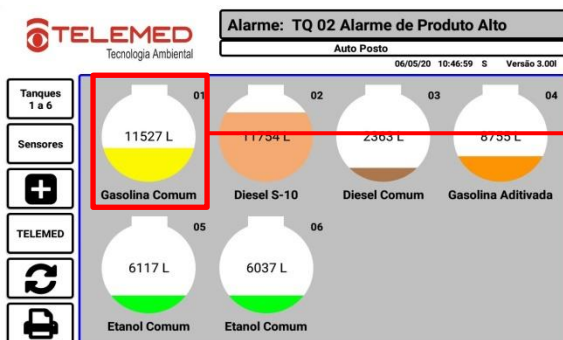 TELEMED
Tecnologia Ambiental
Alarme: TQ 02 Alarme de Produto Alto
Auto Posto
06/05/20 10:46:59 S Versão 3.00l
Tanques
1 a 6
Sensores
TELEMED
01
11527 L
Gasolina Comum
02
11754 L
Diesel S-10
03
2363 L
Diesel Comum
04
8755 L
Gasolina Aditivada
05
6117 L
Etanol Comum
06
6037 L
Etanol Comum